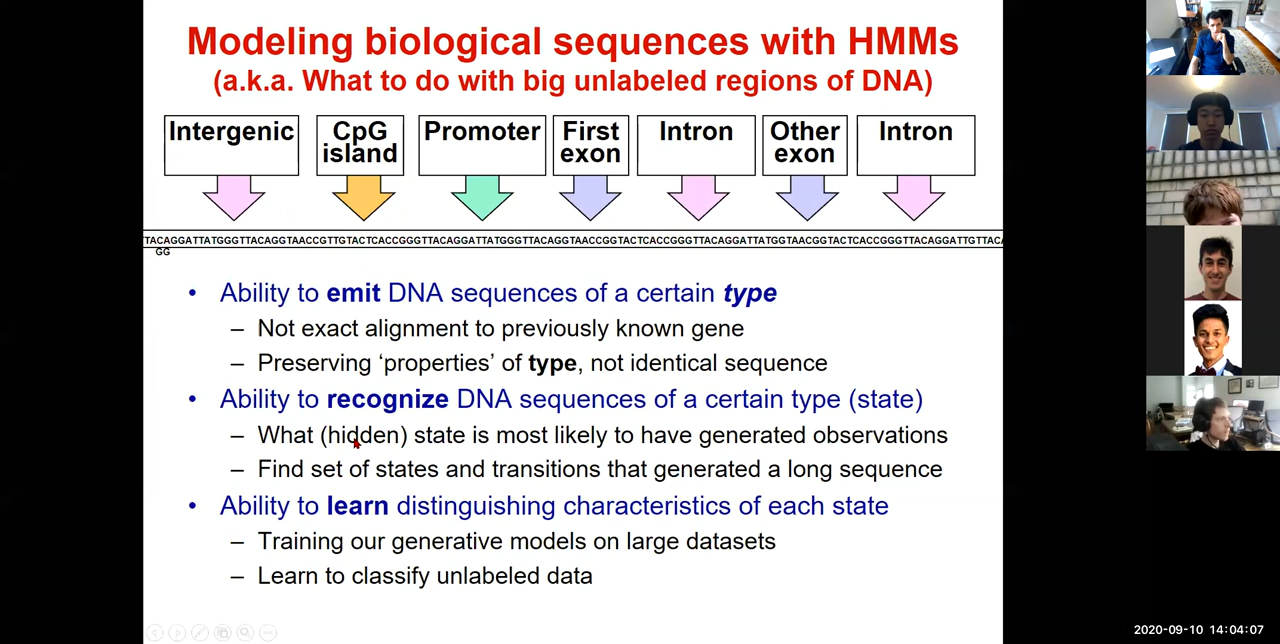 Modeling biological sequences with HMMs
(a.k.a. What to do with big unlabeled regions of DNA)
Intergenic
CpG
island
Promoter
First
exon
Intron
Other
exon
Intron
TACAGGATTATGGGTTACAGGTAACCGTTGTACTCACCGGGTTACAGGATTATGGGTTACAGGTAACCGGTACTCACCGGGTTACAGGATTATGGTAACGGTACTCACCGGGTTACAGGATTGTTACA
GG
• Ability to emit DNA sequences of a certain type
– Not exact alignment to previously known gene
– Preserving ‘properties’ of type, not identical sequence
• Ability to recognize DNA sequences of a certain type (state)
– What (hidden) state is most likely to have generated observations
– Find set of states and transitions that generated a long sequence
• Ability to learn distinguishing characteristics of each state
– Training our generative models on large datasets
– Learn to classify unlabeled data
2020-09-10 14:04:07